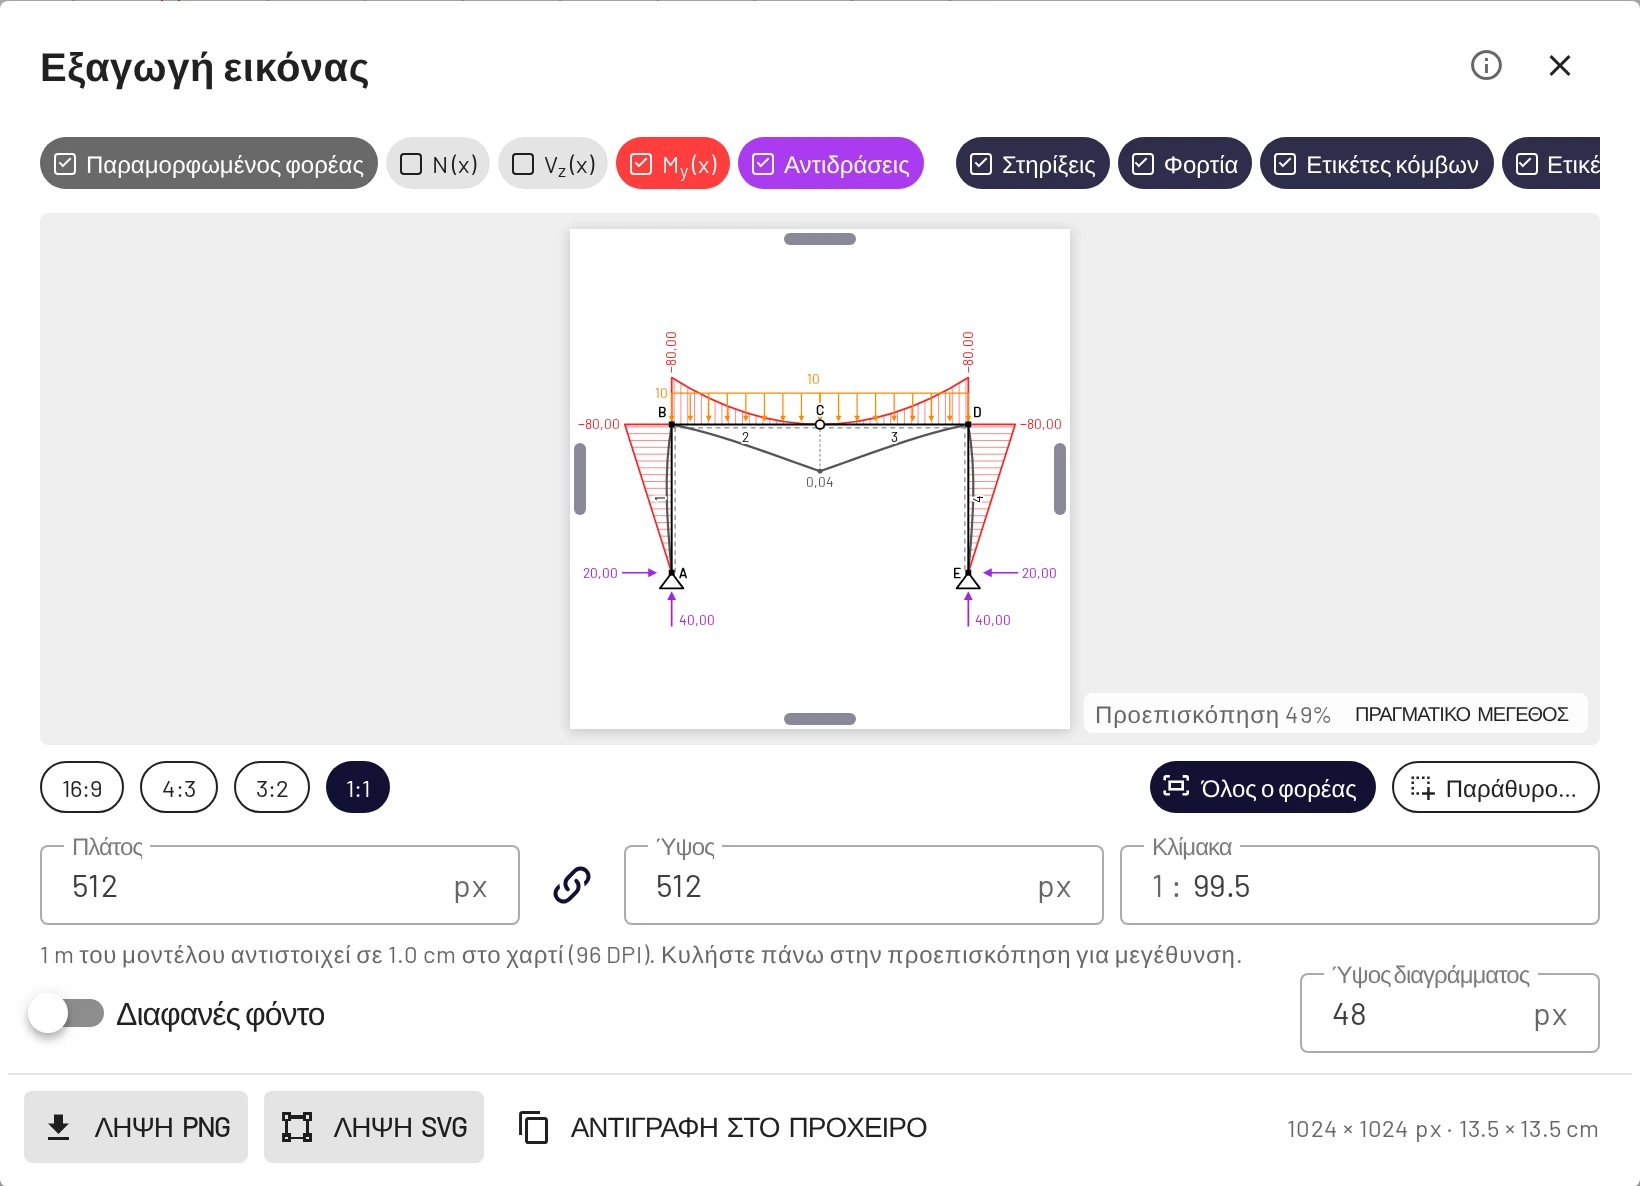 Εξαγωγή εικόνας
Παραμορφωμένος φορέας N(x) Vz(x) My(x) Αντιδράσεις Στηρίξεις Φορτία Ετικέτες κόμβων Ετικέ
−80,00 −80,00
10
10
B C D
−80,00 −80,00
2 3
0,04
1 4
20,00 A E 20,00
40,00 40,00
Προεπισκόπηση 49% ΠΡΑΓΜΑΤΙΚΟ ΜΕΓΕΘΟΣ
16:9 4:3 3:2 1:1 Όλος ο φορέας Παράθυρο...
Πλάτος Ύψος Κλίμακα
512 px 512 px 1 : 99.5
1 m του μοντέλου αντιστοιχεί σε 1.0 cm στο χαρτί (96 DPI). Κυλήστε πάνω στην προεπισκόπηση για μεγέθυνση.
Ύψος διαγράμματος
Διαφανές φόντο 48 px
ΛΗΨΗ PNG ΛΗΨΗ SVG ΑΝΤΙΓΡΑΦΗ ΣΤΟ ΠΡΟΧΕΙΡΟ 1024 × 1024 px · 13.5 × 13.5 cm